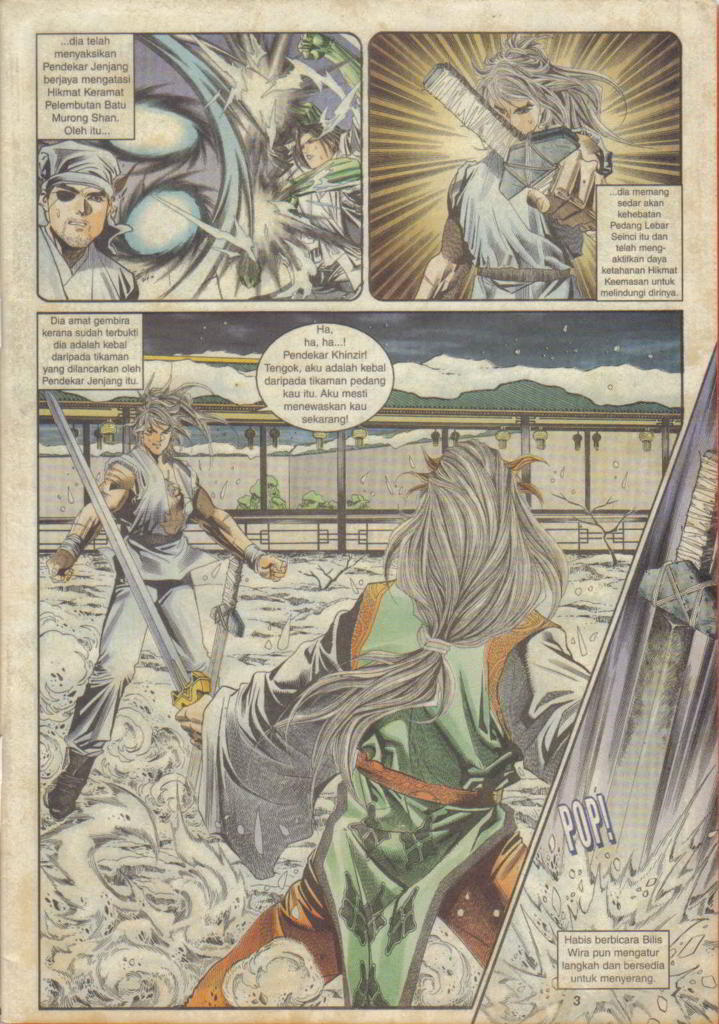 ...dia telah
menyaksikan
Pendekar Jenjang
berjaya mengatasi
Hikmat Keramat
Pelembutan Batu
Murong Shan.
Oleh itu...
...dia memang
sedar akan
kehebatan
Pedang Lebar
Seinci itu dan
telah meng-
aktifkan daya
ketahanan Hikmat
Keemasan untuk
melindungi dirinya.
Dia amat gembira
kerana sudah terbukti
dia adalah kebal
daripada tikaman
yang dilancarkan oleh
Pendekar Jenjang itu.
Ha,
ha, ha...!
Pendekar Khinzir!
Tengok, aku adalah kebal
daripada tikaman pedang
kau itu. Aku mesti
menewaskan kau
sekarang!
POP!
Habis berbicara Bilis
Wira pun mengatur
langkah dan bersedia
untuk menyerang.
3